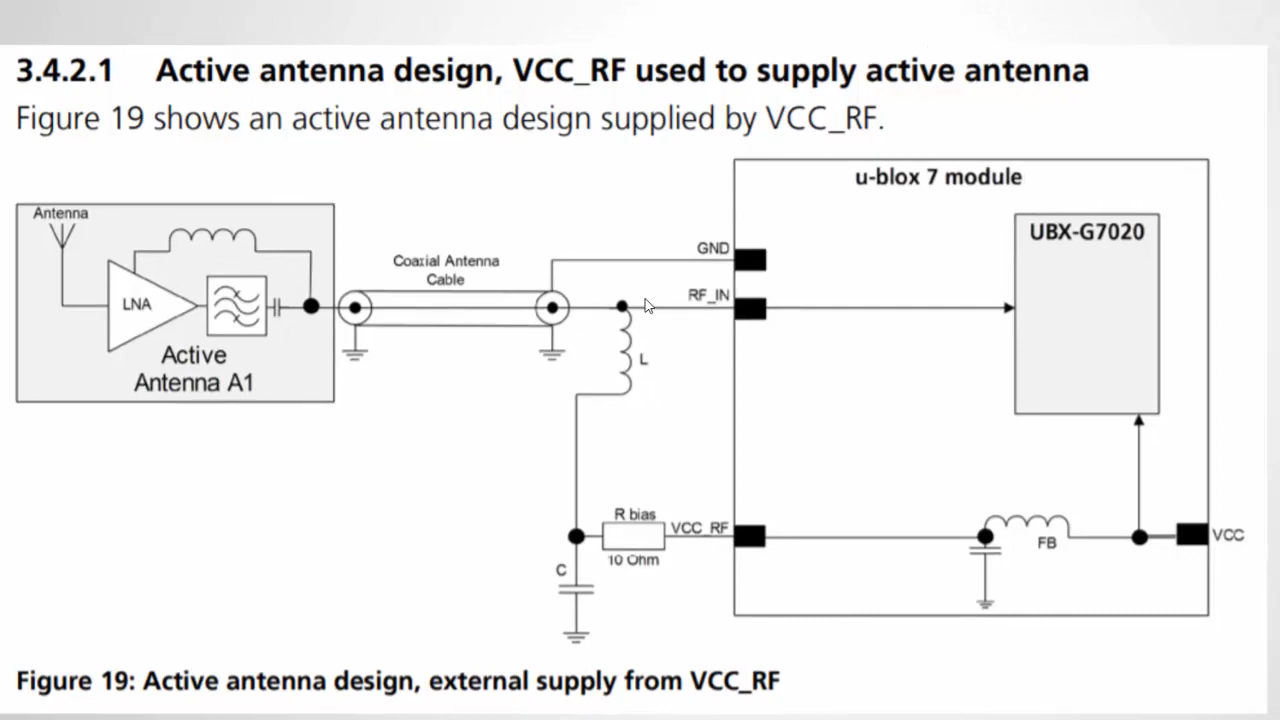 3.4.2.1 Active antenna design, VCC_RF used to supply active antenna
Figure 19 shows an active antenna design supplied by VCC_RF.
u-blox 7 module
Antenna
UBX-G7020
GND
Coaxial Antenna
Cable
RF_IN
LNA
Active
Antenna A1
L
R bias
VCC_RF
10 Ohm
C
FB
VCC
Figure 19: Active antenna design, external supply from VCC_RF